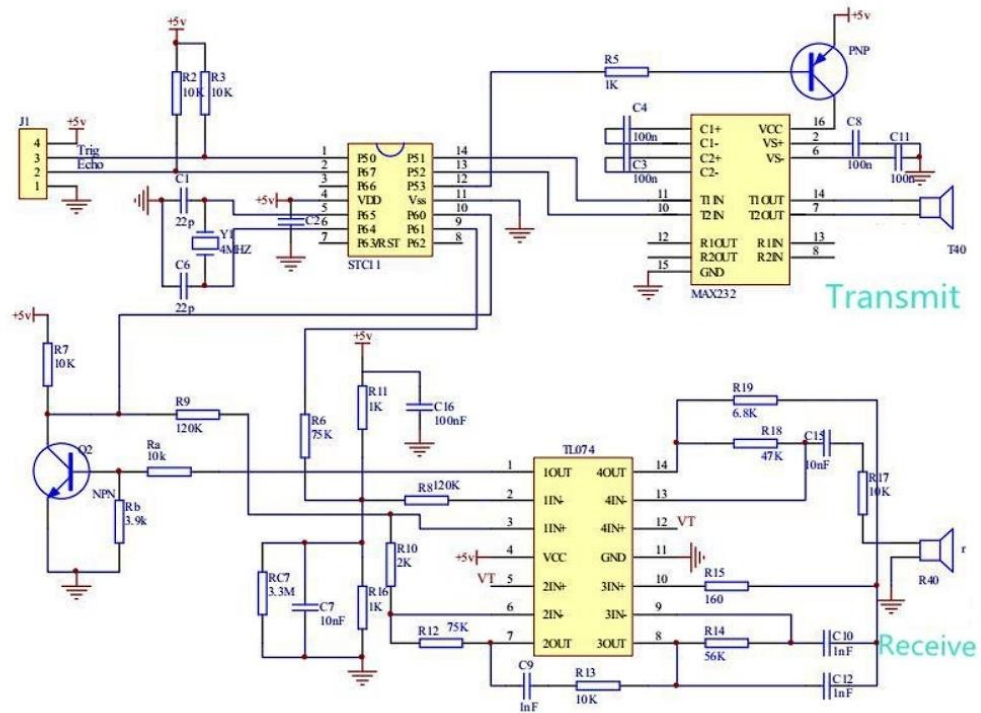 +5v
+5v
PNP
R2
10K
R3
10K
R5
1K
J1
+5v
4
3
2
1
Trig
Echo
C4
100n
C3
100n
C1+
C1-
C2+
C2-
T1IN
T2IN
R1OUT
R2OUT
GND
VCC
VS+
VS-
T1OUT
T2OUT
R1IN
R2IN
11
10
12
9
15
16
2
6
14
7
13
8
MAX232
C8
100n
C11
100n
T40
Transmit
1
2
3
4
5
6
7
P50
P67
P66
VDD
P65
P64
P63/RST
P51
P52
P53
Vss
P60
P61
P62
14
13
12
11
10
9
8
STC11
+5v
C2
C1
22p
Y1
4MHZ
C6
22p
+5v
R7
10K
R9
120K
Ra
10k
Q2
NPN
Rb
3.9k
+5v
R11
1K
C16
100nF
R6
75K
R8
120K
RC7
3.3M
C7
10nF
R16
1K
R10
2K
R12
75K
C9
1nF
R13
10K
TL074
1
2
3
4
5
6
7
1OUT
1IN-
1IN+
VCC
2IN+
2IN-
2OUT
4OUT
4IN-
4IN+
GND
3IN+
3IN-
3OUT
14
13
12
11
10
9
8
+5v
VT
VT
R19
6.8K
R18
47K
C15
10nF
R17
10K
R15
160
R14
56K
C10
1nF
C12
1nF
r
R40
Receive